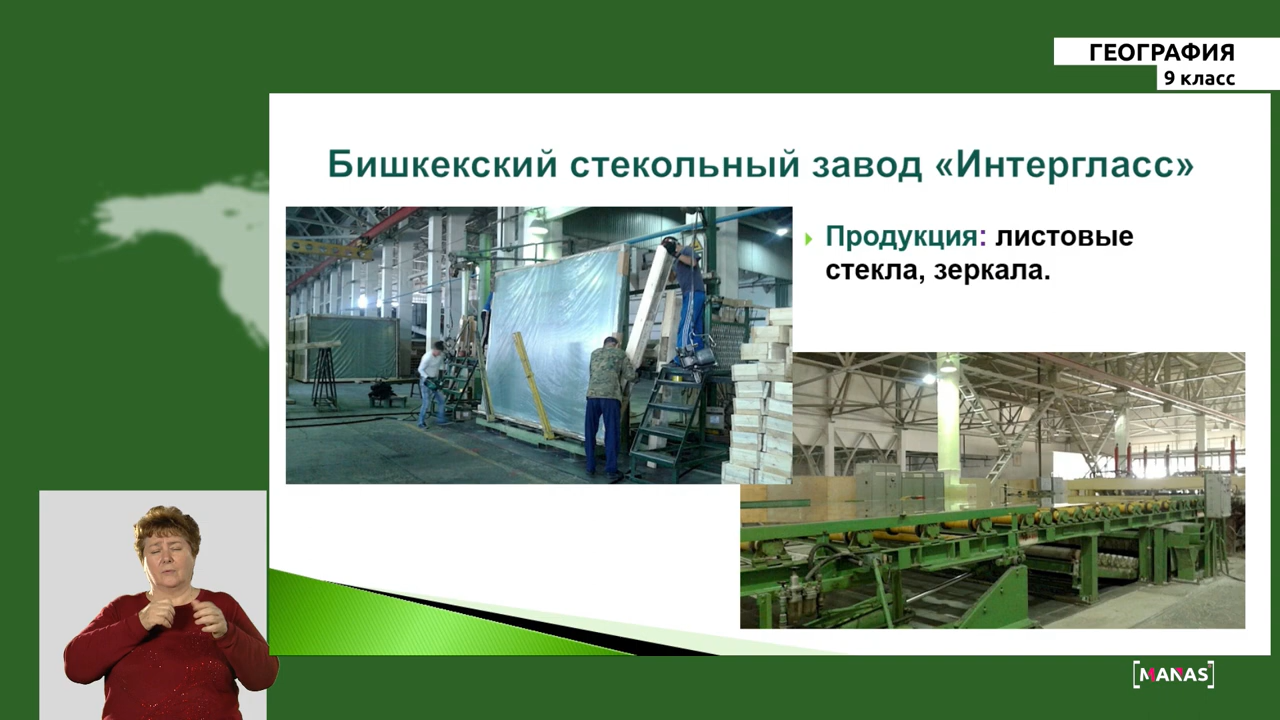 ГЕОГРАФИЯ
9 класс
Бишкекский стекольный завод «Интергласс»
Продукция: листовые
стекла, зеркала.
[MANAS]